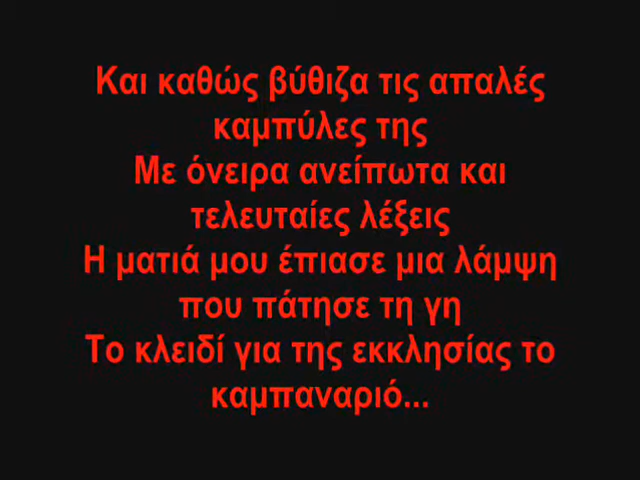 Και καθώς βύθιζα τις απαλές
καμπύλες της
Με όνειρα ανείπωτα και
τελευταίες λέξεις
Η ματιά μου έπιασε μια λάμψη
που πάτησε τη γη
Το κλειδί για της εκκλησίας το
καμπαναριό...